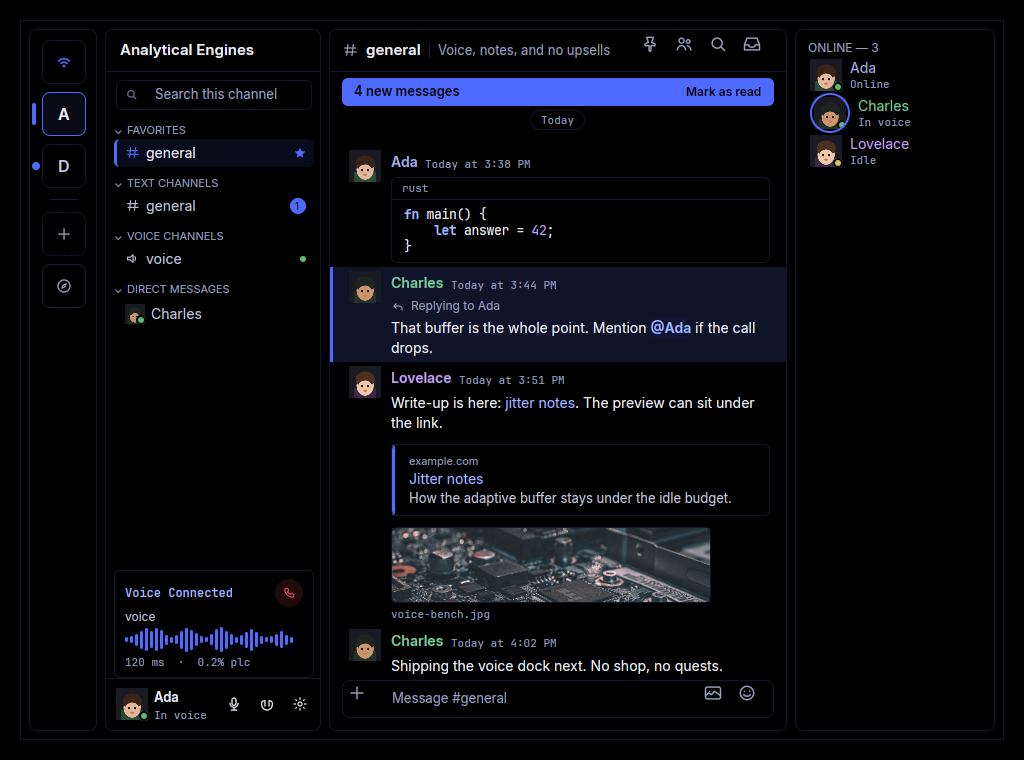 A
D
Analytical Engines
Search this channel
FAVORITES
general
TEXT CHANNELS
general
1
VOICE CHANNELS
voice
DIRECT MESSAGES
Charles
Voice Connected
voice
120 ms · 0.2% plc
Ada
In voice
# general
Voice, notes, and no upsells
4 new messages
Mark as read
Today
Ada Today at 3:38 PM
rust
fn main() {
    let answer = 42;
}
Charles Today at 3:44 PM
Replying to Ada
That buffer is the whole point. Mention @Ada if the call
drops.
Lovelace Today at 3:51 PM
Write-up is here: jitter notes. The preview can sit under
the link.
example.com
Jitter notes
How the adaptive buffer stays under the idle budget.
voice-bench.jpg
Charles Today at 4:02 PM
Shipping the voice dock next. No shop, no quests.
Message #general
ONLINE — 3
Ada
Online
Charles
In voice
Lovelace
Idle